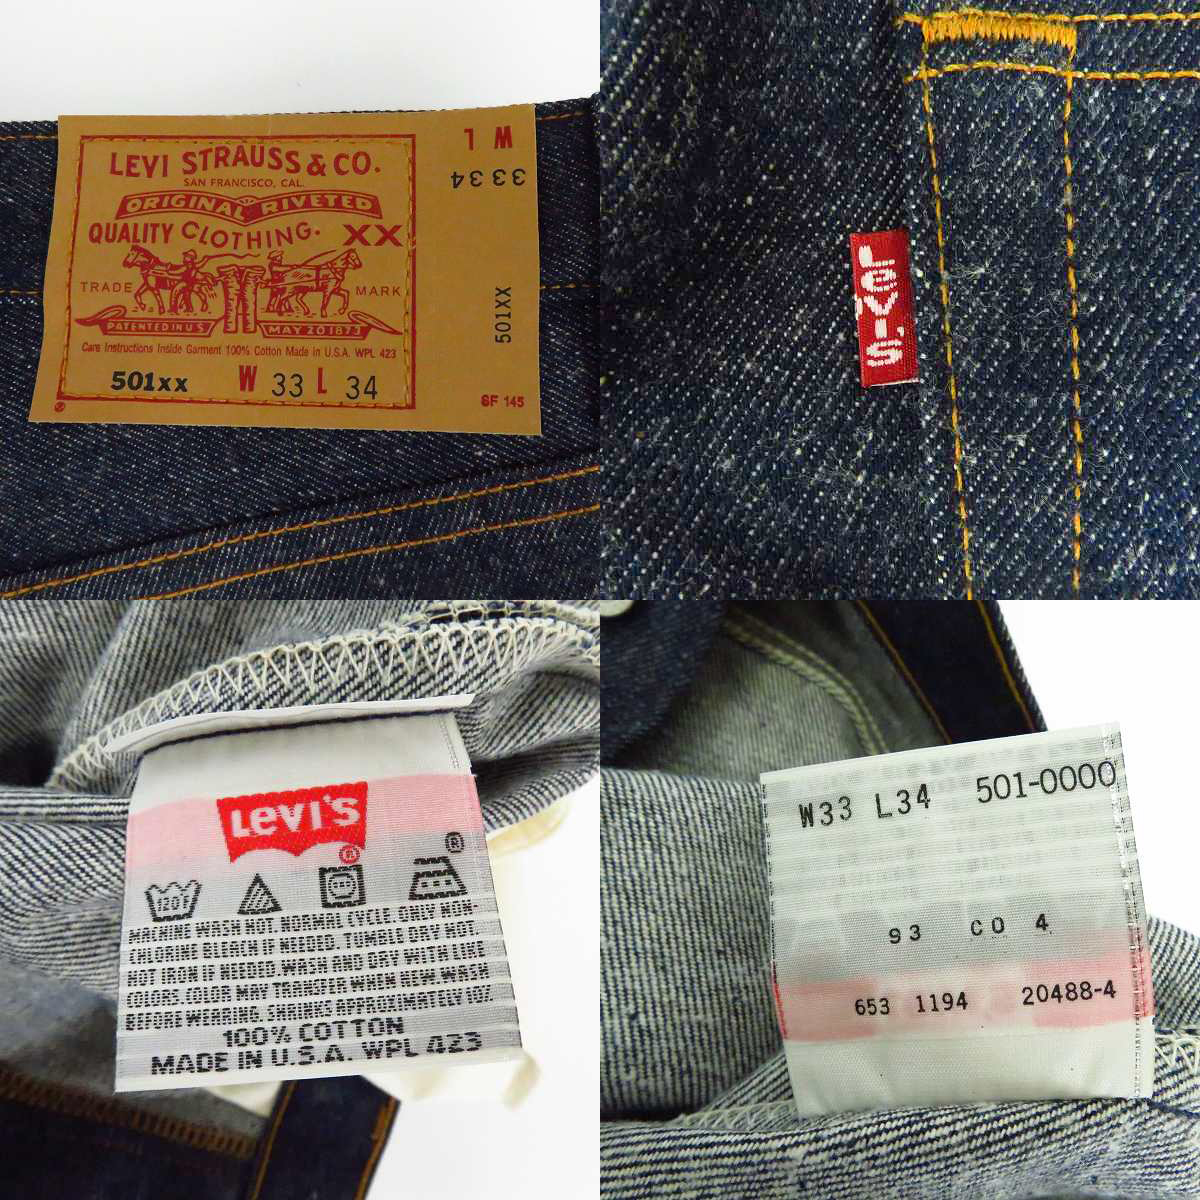 LEVI STRAUSS & CO.
SAN FRANCISCO, CAL.
ORIGINAL RIVETED
QUALITY CLOTHING. XX
TRADE MARK
PATENTED IN U S MAY 20 1873
Care Instructions Inside Garment 100% Cotton Made in U.S.A. WPL 423
501xx W 33 L 34
W L
33 34
501XX
SF 145
LEVI'S
LEVI'S
®
®
120F
MACHINE WASH HOT. NORMAL CYCLE. ONLY NON-
CHLORINE BLEACH IF NEEDED. TUMBLE DRY HOT.
HOT IRON IF NEEDED. WASH AND DRY WITH LIKE
COLORS. COLOR MAY TRANSFER WHEN NEW. WASH
BEFORE WEARING. SHRINKS APPROXIMATELY 10%.
100% COTTON
MADE IN U.S.A. WPL 423
W33 L34 501-0000
93 CO 4
653 1194 20488-4